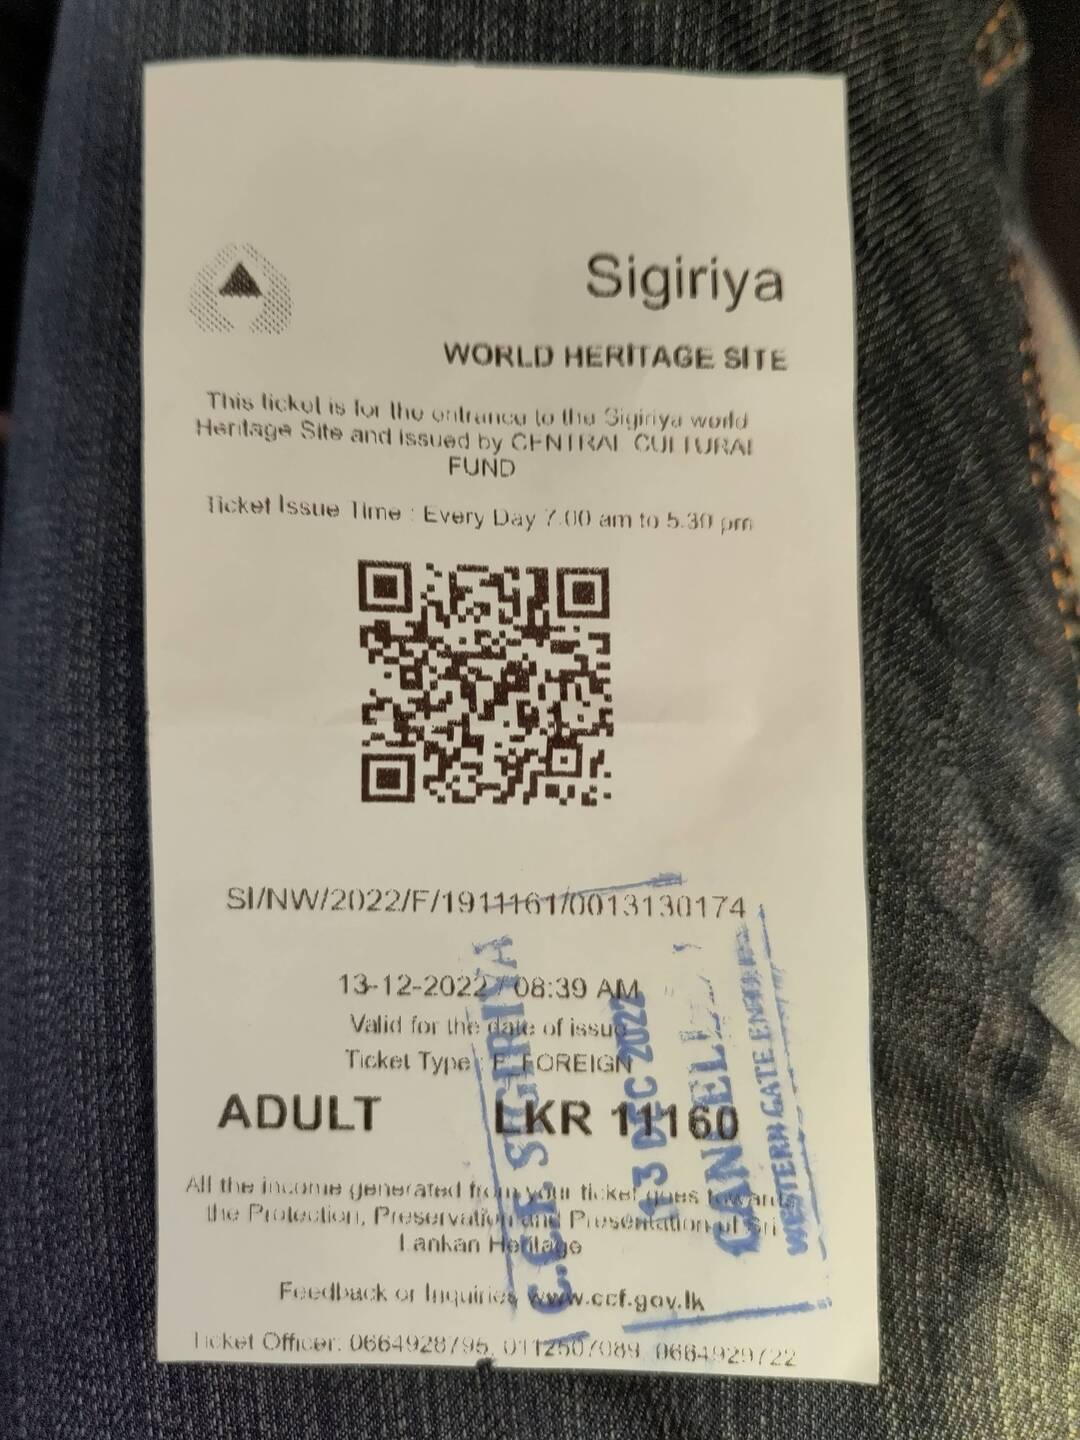 Sigiriya
WORLD HERITAGE SITE
This ticket is for the entrance to the Sigiriya world
Heritage Site and issued by CENTRAL CULTURAL
FUND
Ticket Issue Time : Every Day 7.00 am to 5.30 pm
SI/NW/2022/F/1911161/0013130174
13-12-2022 / 08:39 AM
Valid for the date of issue
Ticket Type : F FOREIGN
ADULT LKR 11160
All the income generated from your ticket goes towards
the Protection, Preservation and Presentation of Sri
Lankan Heritage
Feedback or Inquiries www.ccf.gov.lk
Ticket Officer: 0664928795, 0112507089, 0664929722
C.C.F. SIGIRIYA
13 DEC 2022
WESTERN GATE